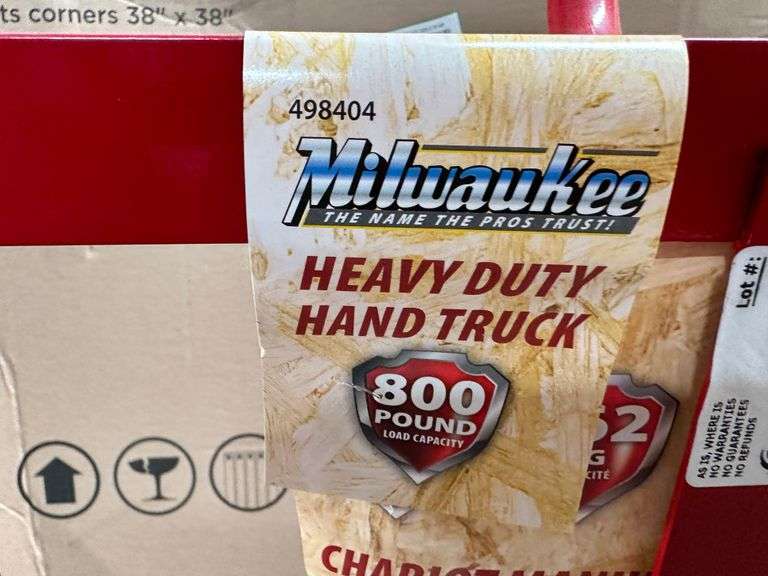 ts corners 38" x 38"
498404
Milwaukee
THE NAME THE PROS TRUST!
HEAVY DUTY
HAND TRUCK
800
POUND
LOAD CAPACITY
Lot #:
AS IS, WHERE IS
NO WARRANTIES
NO GUARANTEES
NO REFUNDS